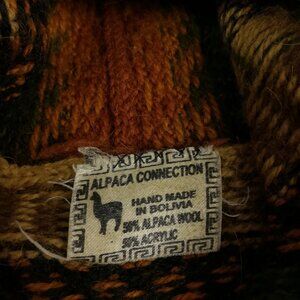 ALPACA CONNECTION
HAND MADE
IN BOLIVIA
50% ALPACA WOOL
50% ACRYLIC